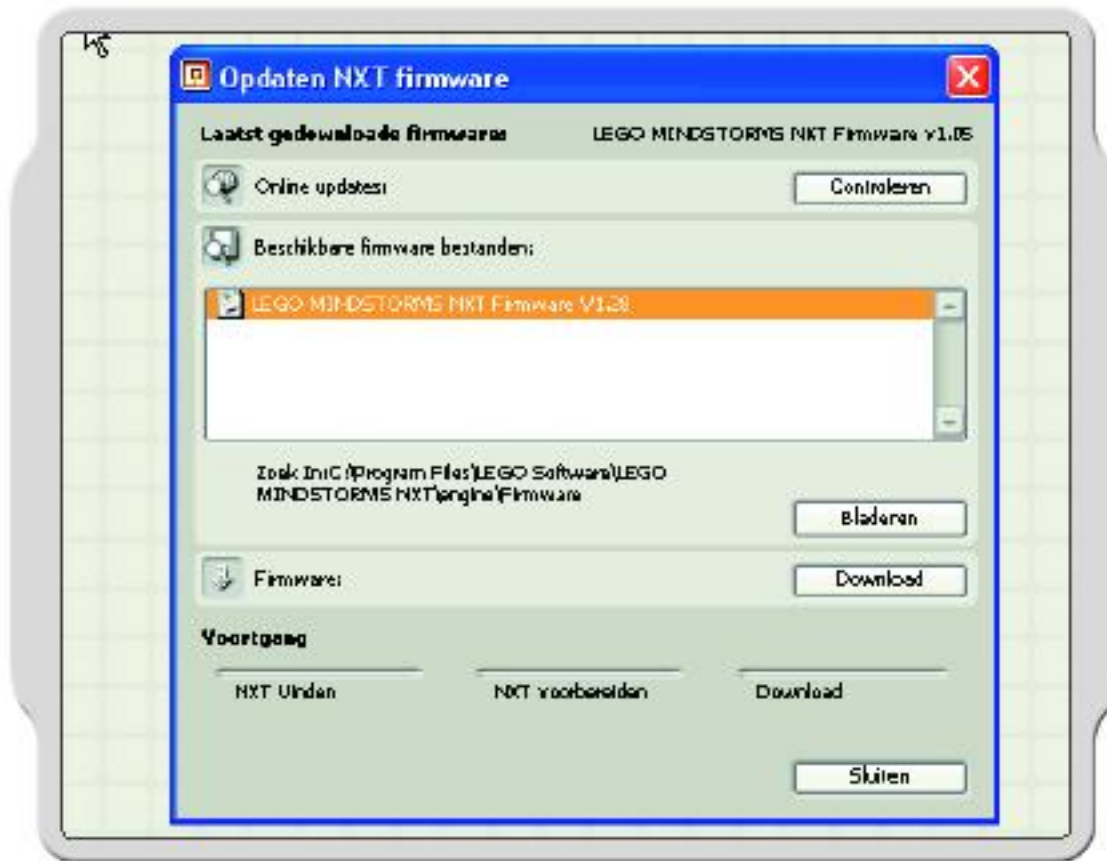 Opdaten NXT firmware
Laatst gedownloade firmware: LEGO MINDSTORMS NXT Firmware v1.05
Online updates: Controleren
Beschikbare firmware bestanden:
LEGO MINDSTORMS NXT Firmware V1.28
Zoek In:C:\Program Files\LEGO Software\LEGO
MINDSTORMS NXT\engine\Firmware
Bladeren
Firmware: Download
Voortgang
NXT Vinden NXT voorbereiden Download
Sluiten